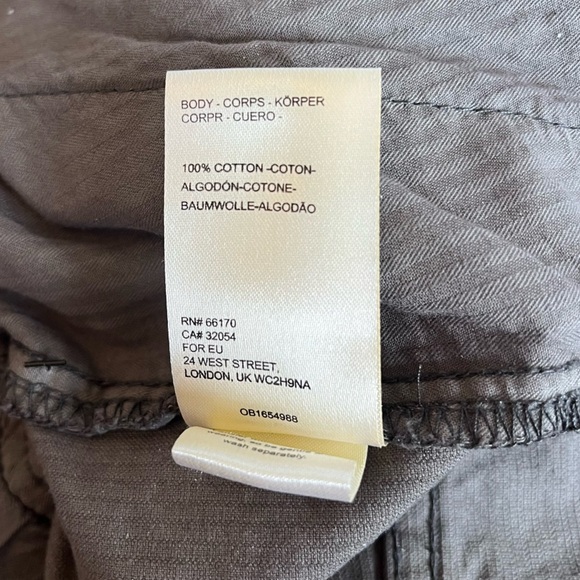 BODY - CORPS - KÖRPER
CORPR - CUERO -
100% COTTON -COTON-
ALGODÓN-COTONE-
BAUMWOLLE-ALGODÃO
RN# 66170
CA# 32054
FOR EU
24 WEST STREET,
LONDON, UK WC2H9NA
OB1654988
wash separately.